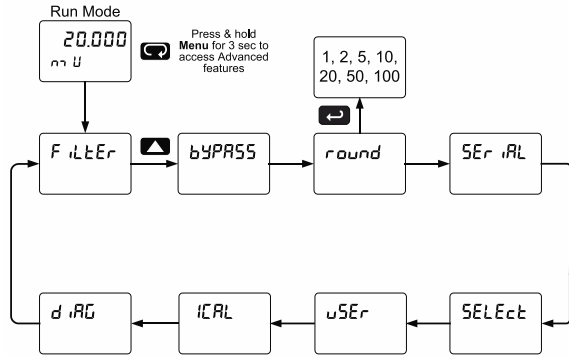 Run Mode
20.000
mV
Press & hold
Menu for 3 sec to
access Advanced
features
1, 2, 5, 10,
20, 50, 100
FiLtEr
bYPASS
round
SEriAL
diAG
ICAL
uSEr
SELEct